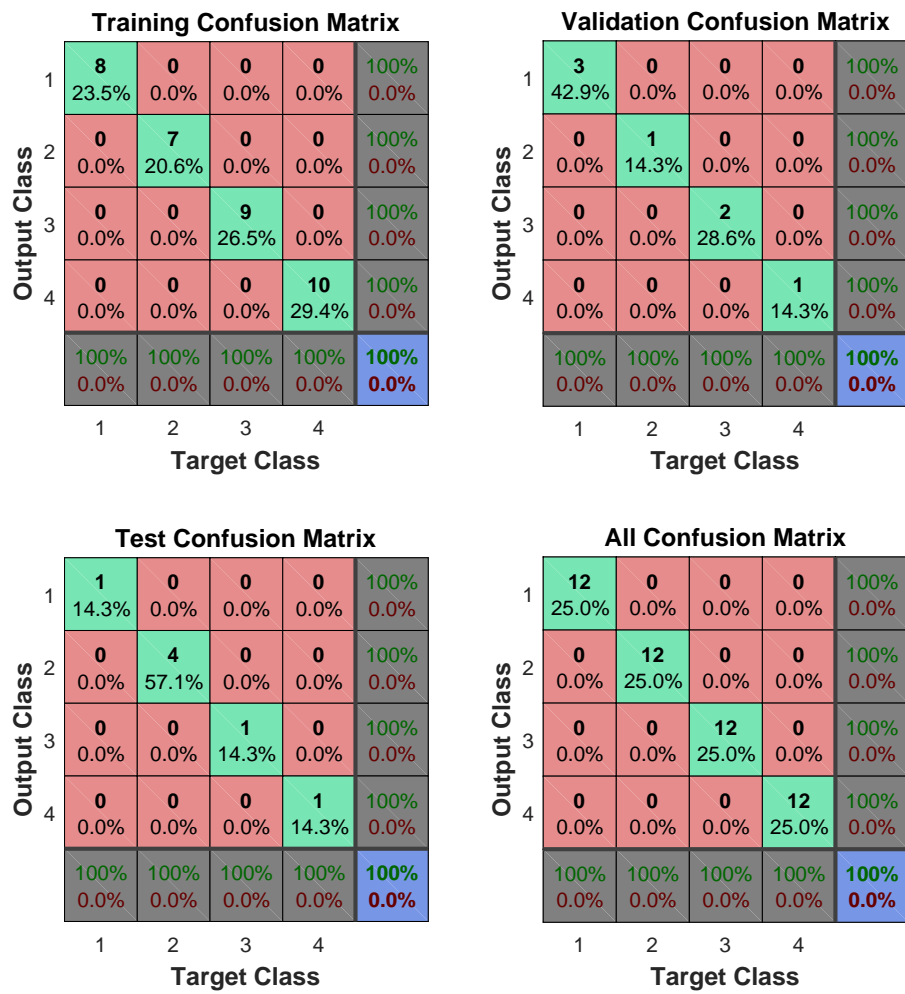 Training Confusion Matrix
8 0 0 0 100%
1
23.5% 0.0% 0.0% 0.0% 0.0%
0 7 0 0 100%
2
0.0% 20.6% 0.0% 0.0% 0.0%
0 0 9 0 100%
3
0.0% 0.0% 26.5% 0.0% 0.0%
0 0 0 10 100%
4
0.0% 0.0% 0.0% 29.4% 0.0%
100% 100% 100% 100% 100%
0.0% 0.0% 0.0% 0.0% 0.0%
1 2 3 4
Target Class
Output Class
Validation Confusion Matrix
3 0 0 0 100%
1
42.9% 0.0% 0.0% 0.0% 0.0%
0 1 0 0 100%
2
0.0% 14.3% 0.0% 0.0% 0.0%
0 0 2 0 100%
3
0.0% 0.0% 28.6% 0.0% 0.0%
0 0 0 1 100%
4
0.0% 0.0% 0.0% 14.3% 0.0%
100% 100% 100% 100% 100%
0.0% 0.0% 0.0% 0.0% 0.0%
1 2 3 4
Target Class
Output Class
Test Confusion Matrix
1 0 0 0 100%
1
14.3% 0.0% 0.0% 0.0% 0.0%
0 4 0 0 100%
2
0.0% 57.1% 0.0% 0.0% 0.0%
0 0 1 0 100%
3
0.0% 0.0% 14.3% 0.0% 0.0%
0 0 0 1 100%
4
0.0% 0.0% 0.0% 14.3% 0.0%
100% 100% 100% 100% 100%
0.0% 0.0% 0.0% 0.0% 0.0%
1 2 3 4
Target Class
Output Class
All Confusion Matrix
12 0 0 0 100%
1
25.0% 0.0% 0.0% 0.0% 0.0%
0 12 0 0 100%
2
0.0% 25.0% 0.0% 0.0% 0.0%
0 0 12 0 100%
3
0.0% 0.0% 25.0% 0.0% 0.0%
0 0 0 12 100%
4
0.0% 0.0% 0.0% 25.0% 0.0%
100% 100% 100% 100% 100%
0.0% 0.0% 0.0% 0.0% 0.0%
1 2 3 4
Target Class
Output Class